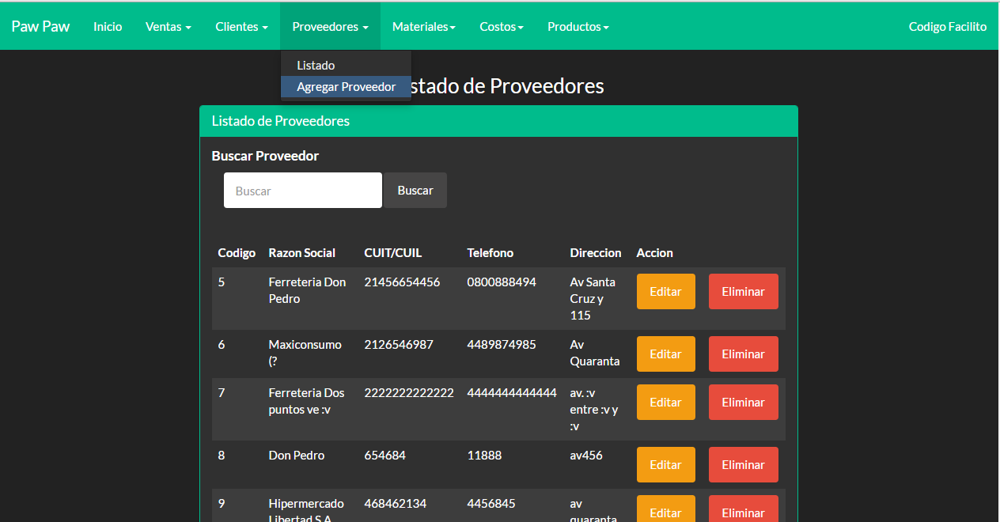 Paw Paw Inicio Ventas Clientes Proveedores Materiales Costos Productos Codigo Facilito
Listado
Agregar Proveedor
stado de Proveedores
Listado de Proveedores
Buscar Proveedor
Buscar Buscar
Codigo Razon Social CUIT/CUIL Telefono Direccion Accion
5 Ferreteria Don 21456654456 0800888494 Av Santa Editar Eliminar
Pedro Cruz y
115
6 Maxiconsumo 2126546987 4489874985 Av Editar Eliminar
(? Quaranta
7 Ferreteria Dos 2222222222222 4444444444444 av. :v Editar Eliminar
puntos ve :v entre :v y
:v
8 Don Pedro 654684 11888 av456 Editar Eliminar
9 Hipermercado 468462134 4456845 av Editar Eliminar
Libertad S.A quaranta